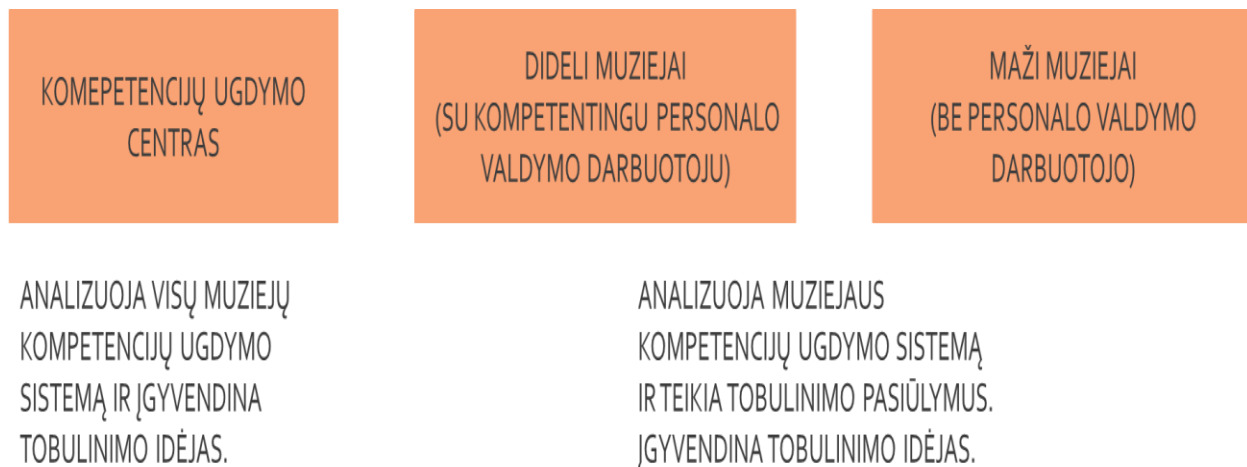 KOMEPETENCIJŲ UGDYMO
CENTRAS
DIDELI MUZIEJAI
(SU KOMPETENTINGU PERSONALO
VALDYMO DARBUOTOJU)
MAŽI MUZIEJAI
(BE PERSONALO VALDYMO
DARBUOTOJO)
ANALIZUOJA VISŲ MUZIEJŲ
KOMPETENCIJŲ UGDYMO
SISTEMĄ IR ĮGYVENDINA
TOBULINIMO IDĖJAS.
ANALIZUOJA MUZIEJAUS
KOMPETENCIJŲ UGDYMO SISTEMĄ
IR TEIKIA TOBULINIMO PASIŪLYMUS.
ĮGYVENDINA TOBULINIMO IDĖJAS.